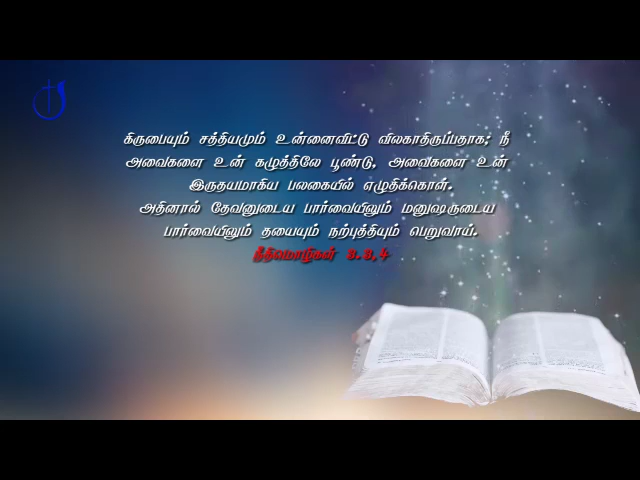 கிருபையும் சத்தியமும் உன்னைவிட்டு விலகாதிருப்பதாக; நீ
அவைகளை உன் கழுத்திலே பூண்டு, அவைகளை உன்
இருதயமாகிய பலகையில் எழுதிக்கொள்.
அதினால் தேவனுடைய பார்வையிலும் மனுஷருடைய
பார்வையிலும் தயையும் நற்புத்தியும் பெறுவாய்.
நீதிமொழிகள் 3.3,4